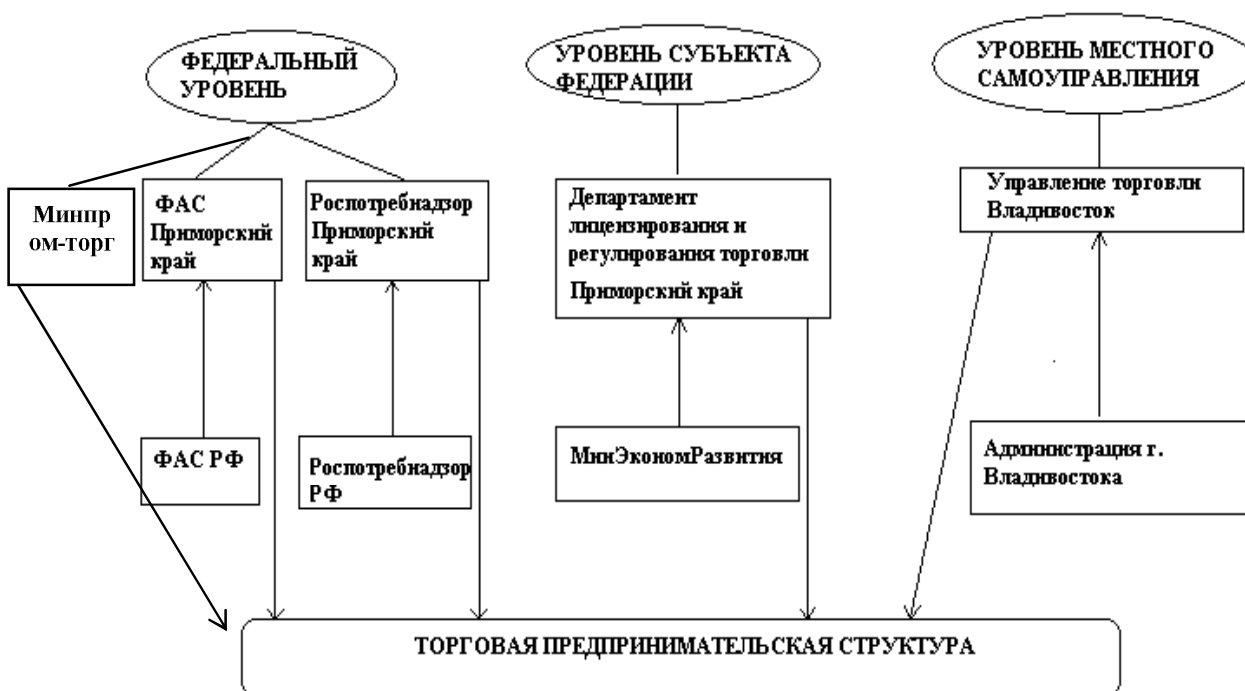 ФЕДЕРАЛЬНЫЙ
УРОВЕНЬ
УРОВЕНЬ СУБЪЕКТА
ФЕДЕРАЦИИ
УРОВЕНЬ МЕСТНОГО
САМОУПРАВЛЕНИЯ
Минпр
ом-торг
ФАС
Приморский
край
Роспотребнадзор
Приморский
край
Департамент
лицензирования и
регулирования торговли
Приморский край
Управление торговли
Владивосток
ФАС РФ
Роспотребнадзор
РФ
МинЭкономРазвития
Администрация г.
Владивостока
ТОРГОВАЯ ПРЕДПРИНИМАТЕЛЬСКАЯ СТРУКТУРА